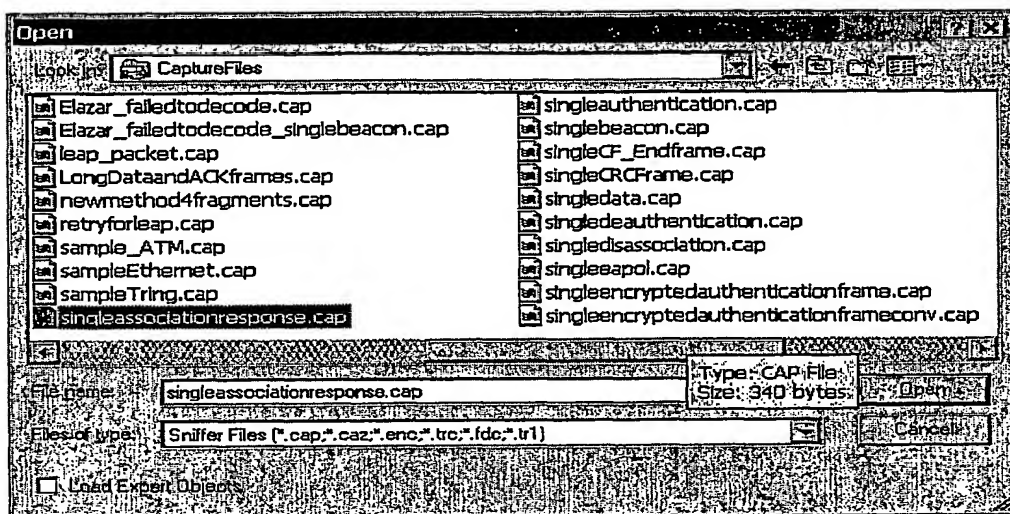 Open
Look in: CaptureFiles
Elazar_failedtodecode.cap
Elazar_failedtodecode_singlebeacon.cap
leap_packet.cap
LongDataandACKframes.cap
newmethod4fragments.cap
retryforleap.cap
sample_ATM.cap
sampleEthernet.cap
sampleTring.cap
singleassociationresponse.cap
singleauthentication.cap
singlebeacon.cap
singleCF_Endframe.cap
singleCRCFrame.cap
singledata.cap
singledeauthentication.cap
singledisassociation.cap
singleeapol.cap
singleencryptedauthenticationframe.cap
singleencryptedauthenticationframeconv.cap
Type: CAP File
Size: 340 bytes
File name: singleassociationresponse.cap Open
Files of type: Sniffer Files (*.cap;*.caz;*.enc;*.trc;*.fdc;*.tr1) Cancel
Load Expert Objects